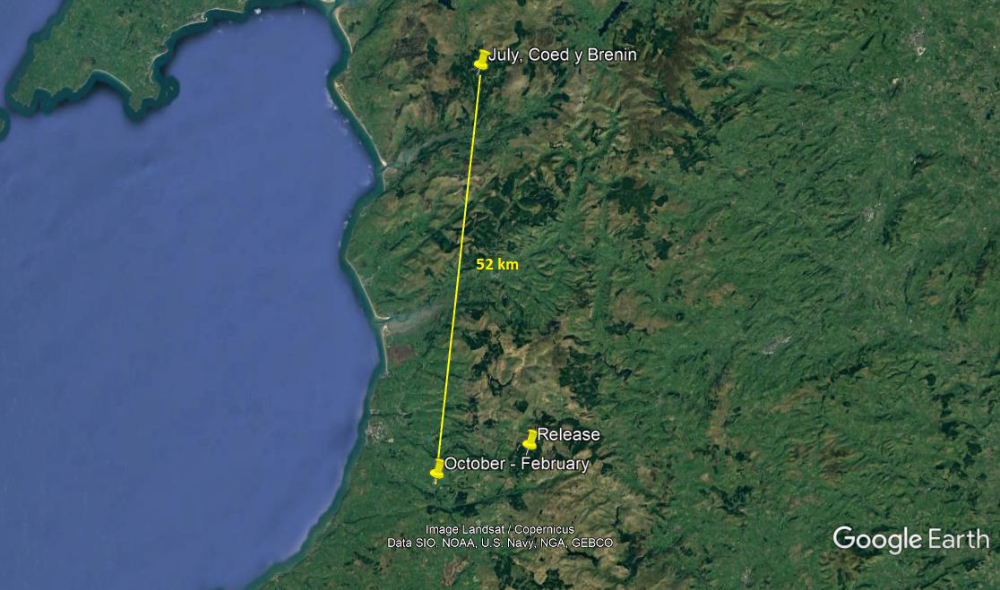 July, Coed y Brenin
52 km
Release
October - February
Image Landsat / Copernicus
Data SIO, NOAA, U.S. Navy, NGA, GEBCO
Google Earth